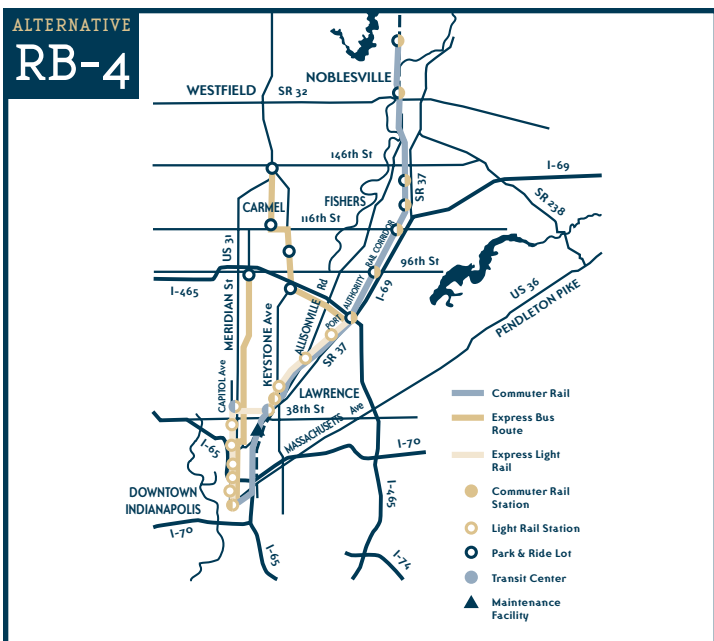 ALTERNATIVE
RB-4
NOBLESVILLE
WESTFIELD
SR 32
146th St
I-69
SR 37
SR 238
FISHERS
CARMEL
116th St
US 31
RAIL CORRIDOR
96th St
AUTHORITY
PORT
I-69
I-465
MERIDIAN St
KEYSTONE Ave
ALLISONVILLE Rd
US 36
PENDLETON PIKE
SR 37
CAPITOL Ave
LAWRENCE
38th St
MASSACHUSETTS Ave
I-65
I-70
DOWNTOWN
INDIANAPOLIS
I-70
I-465
I-65
I-74
Commuter Rail
Express Bus
Route
Express Light
Rail
Commuter Rail
Station
Light Rail Station
Park & Ride Lot
Transit Center
Maintenance
Facility